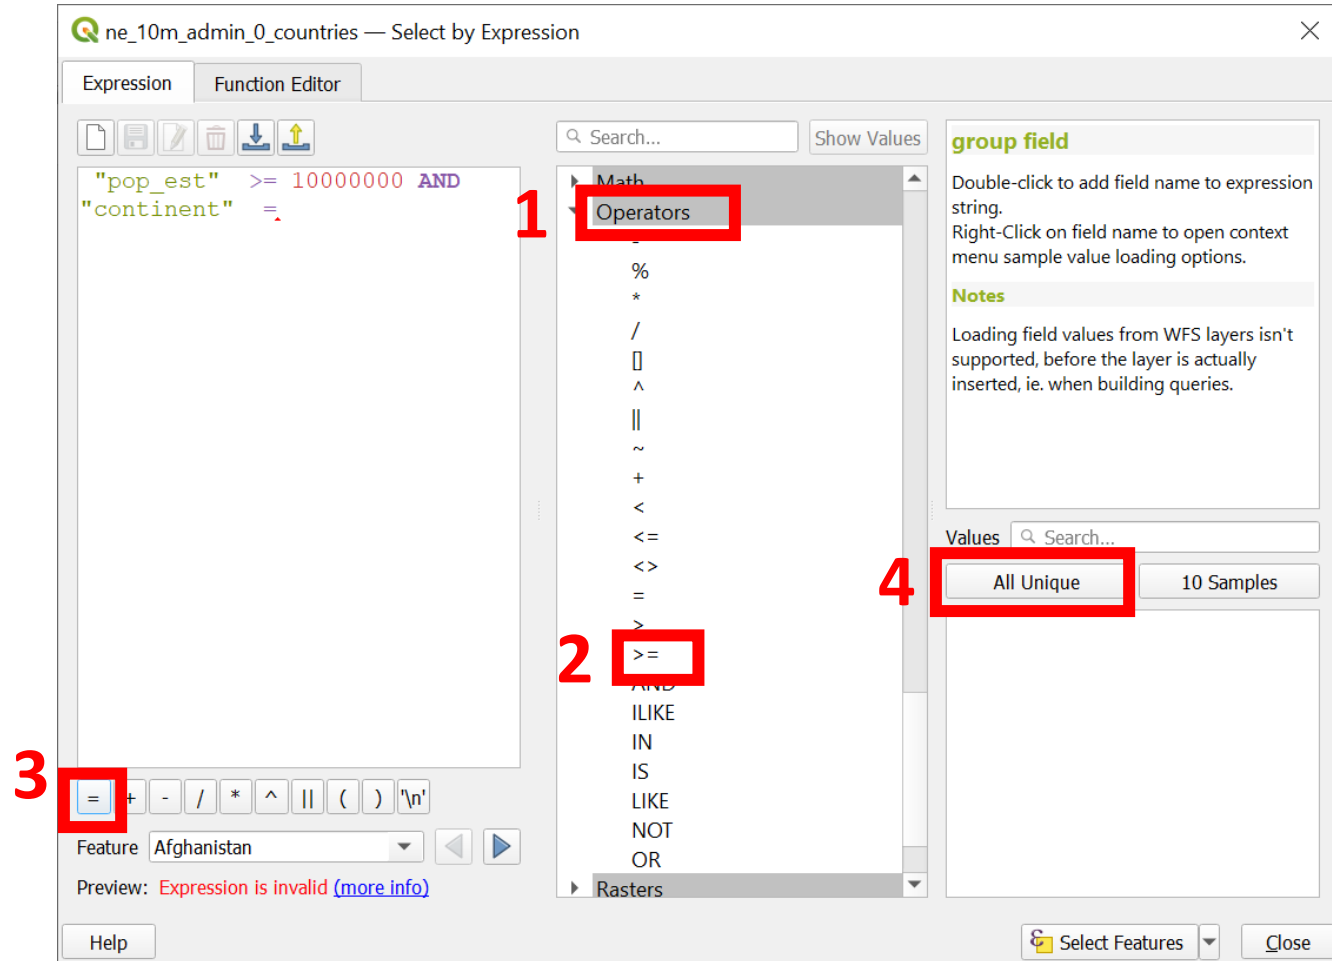 ne_10m_admin_0_countries — Select by Expression
Expression
Function Editor
"pop_est" >= 10000000 AND
"continent" =
Search...
Show Values
Math
1
Operators
-
%
*
/
[]
^
||
~
+
<
<=
<>
=
>
2
>=
AND
ILIKE
IN
IS
LIKE
NOT
OR
Rasters
group field
Double-click to add field name to expression
string.
Right-Click on field name to open context
menu sample value loading options.
Notes
Loading field values from WFS layers isn't
supported, before the layer is actually
inserted, ie. when building queries.
Values
Search...
4
All Unique
10 Samples
3
= + - / * ^ || ( ) '\n'
Feature Afghanistan
Preview: Expression is invalid (more info)
Help
Select Features
Close